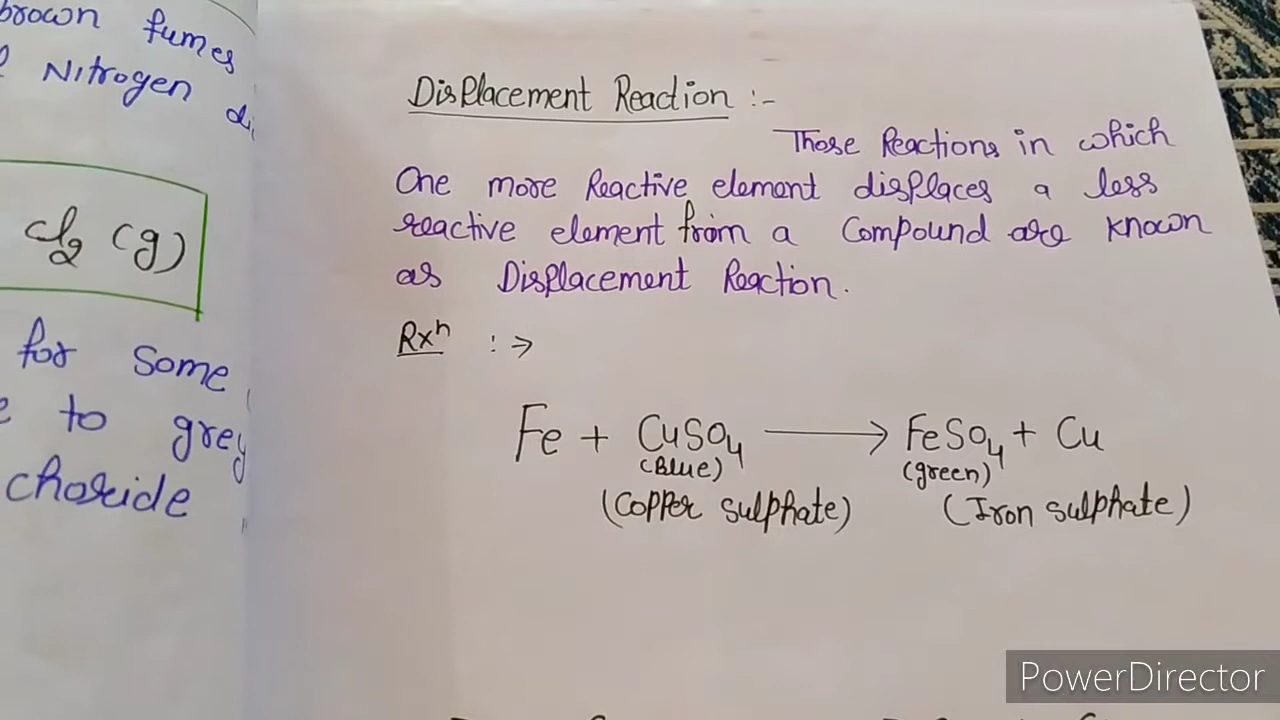 brown fumes
Nitrogen
Cl₂ (g)
for some
to grey
choride
Displacement Reaction :-
Those Reactions in which
One more Reactive element displaces a less
reactive element from a Compound are known
as Displacement Reaction.
Rxⁿ :→
Fe + CuSO₄ ⟶ FeSO₄ + Cu
(Blue) (green)
(Copper sulphate) (Iron sulphate)
PowerDirector